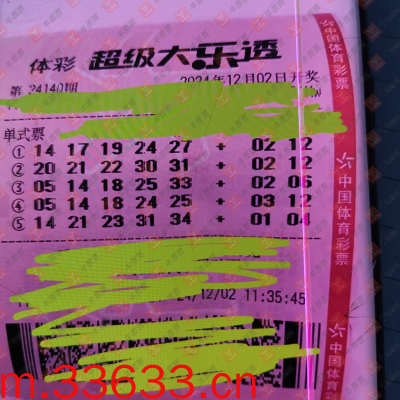 体彩 超级大乐透
第 24140期 2024年12月02日开奖
单式票
① 14 17 19 24 27 + 02 12
② 20 21 22 30 31 + 02 12
③ 05 14 18 25 33 + 02 06
④ 05 14 18 24 25 + 03 12
⑤ 14 21 23 31 34 + 01 04
24/12/02 11:35:45
中国体育彩票
中国体育彩票
中国体育彩票
m.33633.cn